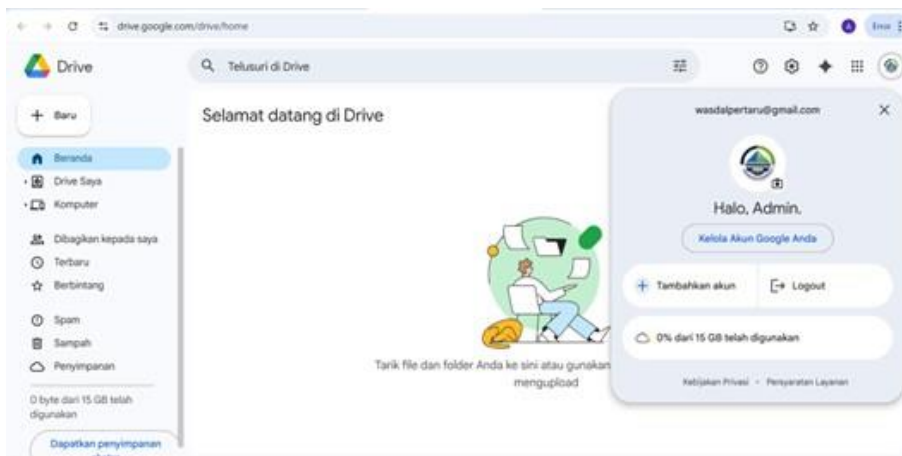 drive.google.com/drive/home
Error
Drive
Telusuri di Drive
Baru
Selamat datang di Drive
wasdalpertaru@gmail.com
Beranda
Drive Saya
Komputer
Halo, Admin.
Kelola Akun Google Anda
Dibagikan kepada saya
Terbaru
Berbintang
Tambahkan akun
Logout
Spam
Sampah
Penyimpanan
0% dari 15 GB telah digunakan
Tarik file dan folder Anda ke sini atau gunakan
mengupload
Kebijakan Privasi • Persyaratan Layanan
0 byte dari 15 GB telah
digunakan
Dapatkan penyimpanan